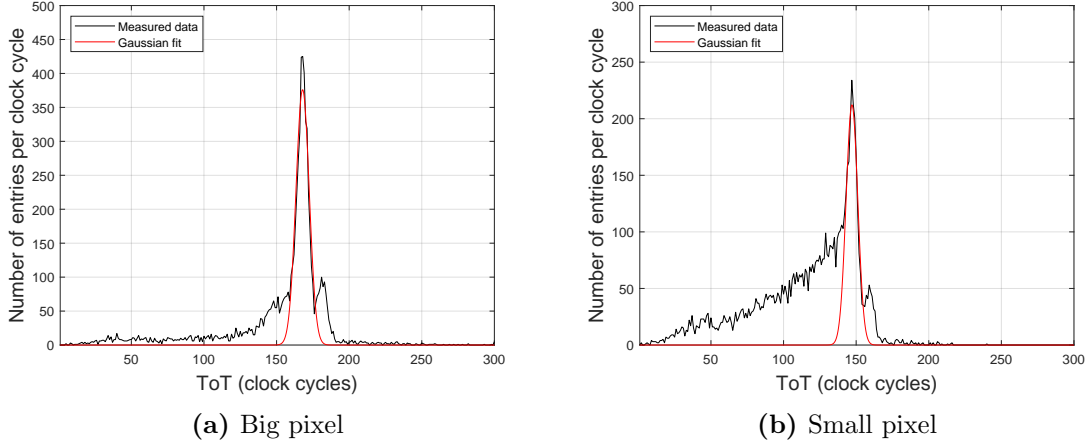 500
450
400
350
300
250
200
150
100
50
0
Number of entries per clock cycle
Measured data
Gaussian fit
50 100 150 200 250 300
ToT (clock cycles)
(a) Big pixel
300
250
200
150
100
50
0
Number of entries per clock cycle
Measured data
Gaussian fit
50 100 150 200 250 300
ToT (clock cycles)
(b) Small pixel